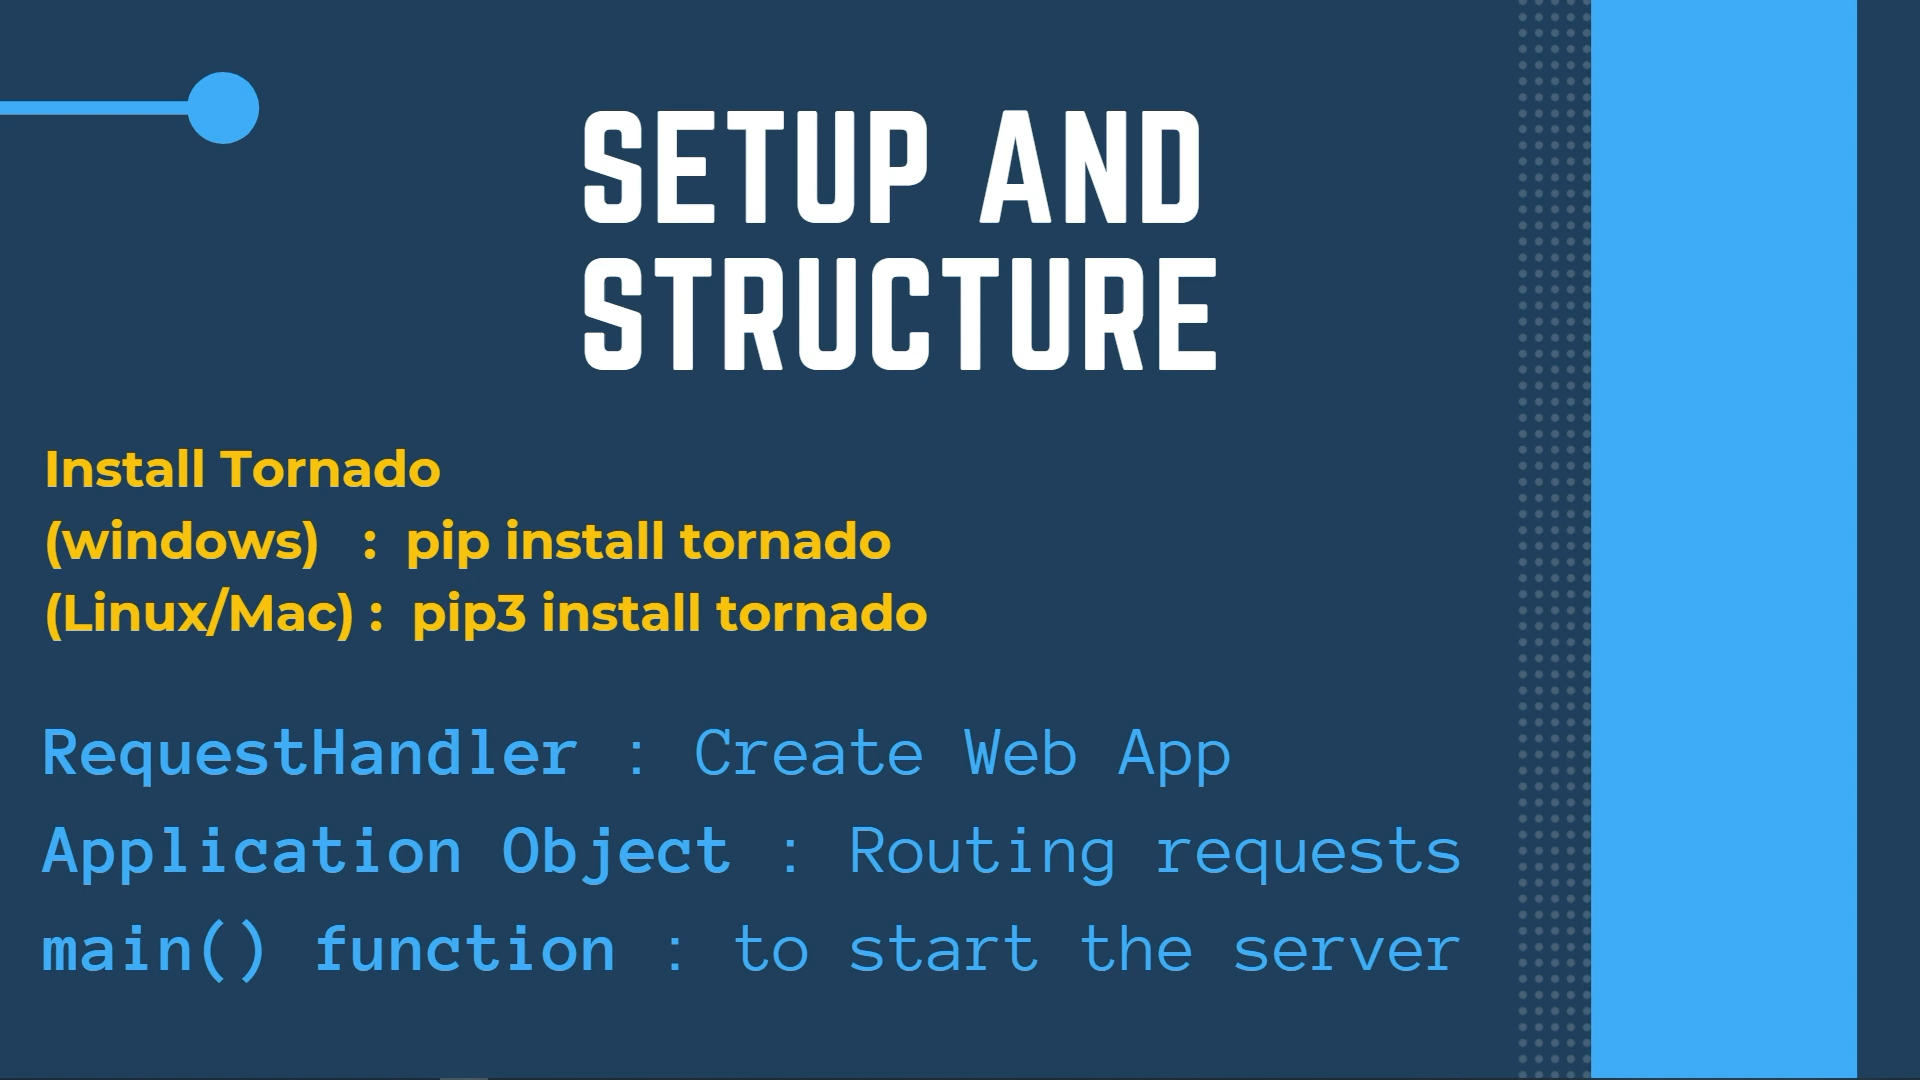 SETUP AND
STRUCTURE
Install Tornado
(windows) : pip install tornado
(Linux/Mac) : pip3 install tornado
RequestHandler : Create Web App
Application Object : Routing requests
main() function : to start the server